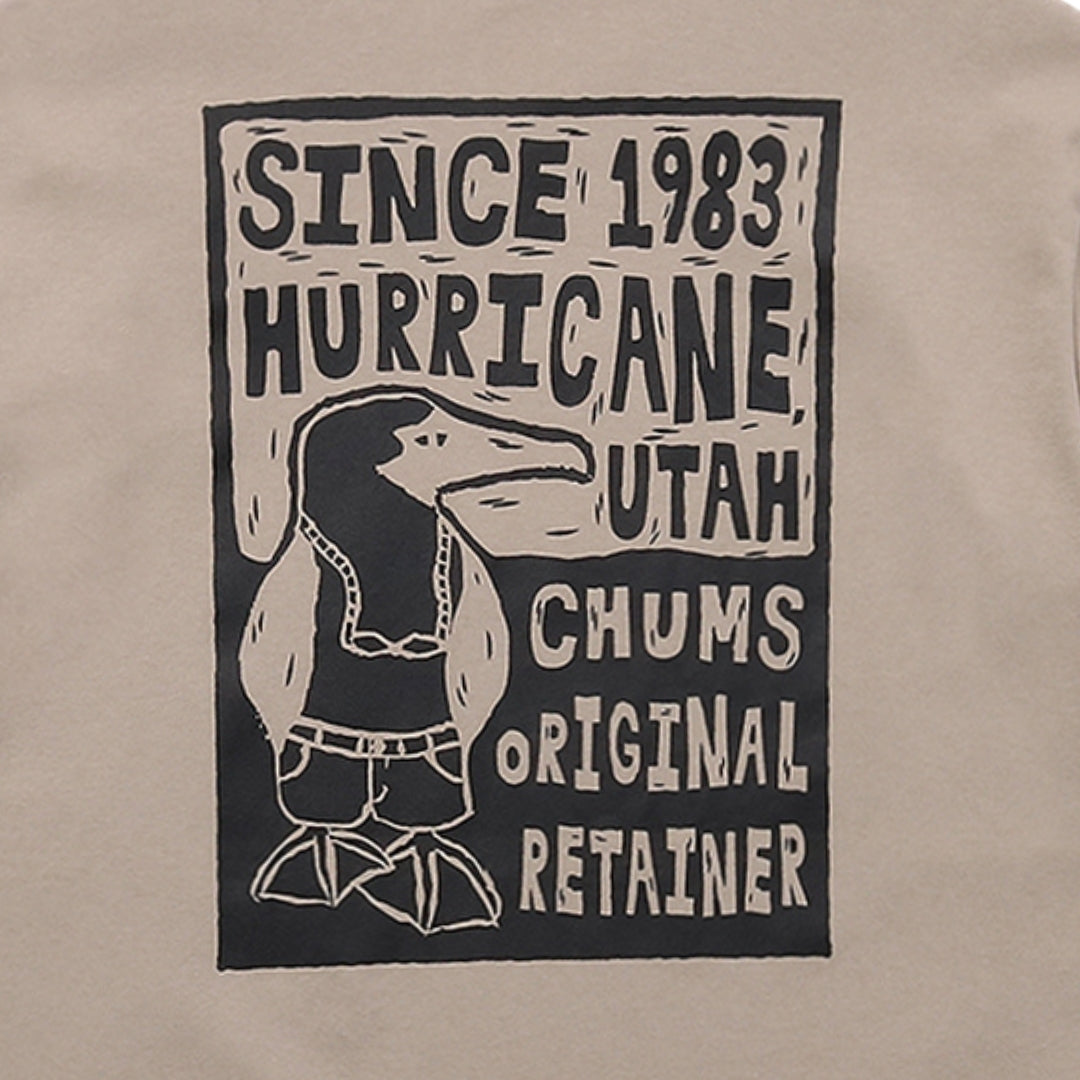 SINCE 1983
HURRICANE,
UTAH
CHUMS
ORIGINAL
RETAINER